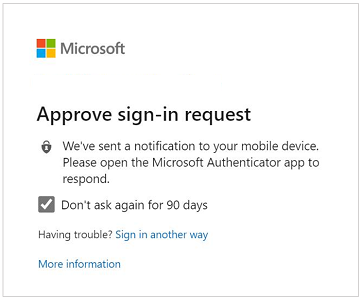 Microsoft
Approve sign-in request
We've sent a notification to your mobile device.
Please open the Microsoft Authenticator app to
respond.
Don't ask again for 90 days
Having trouble? Sign in another way
More information